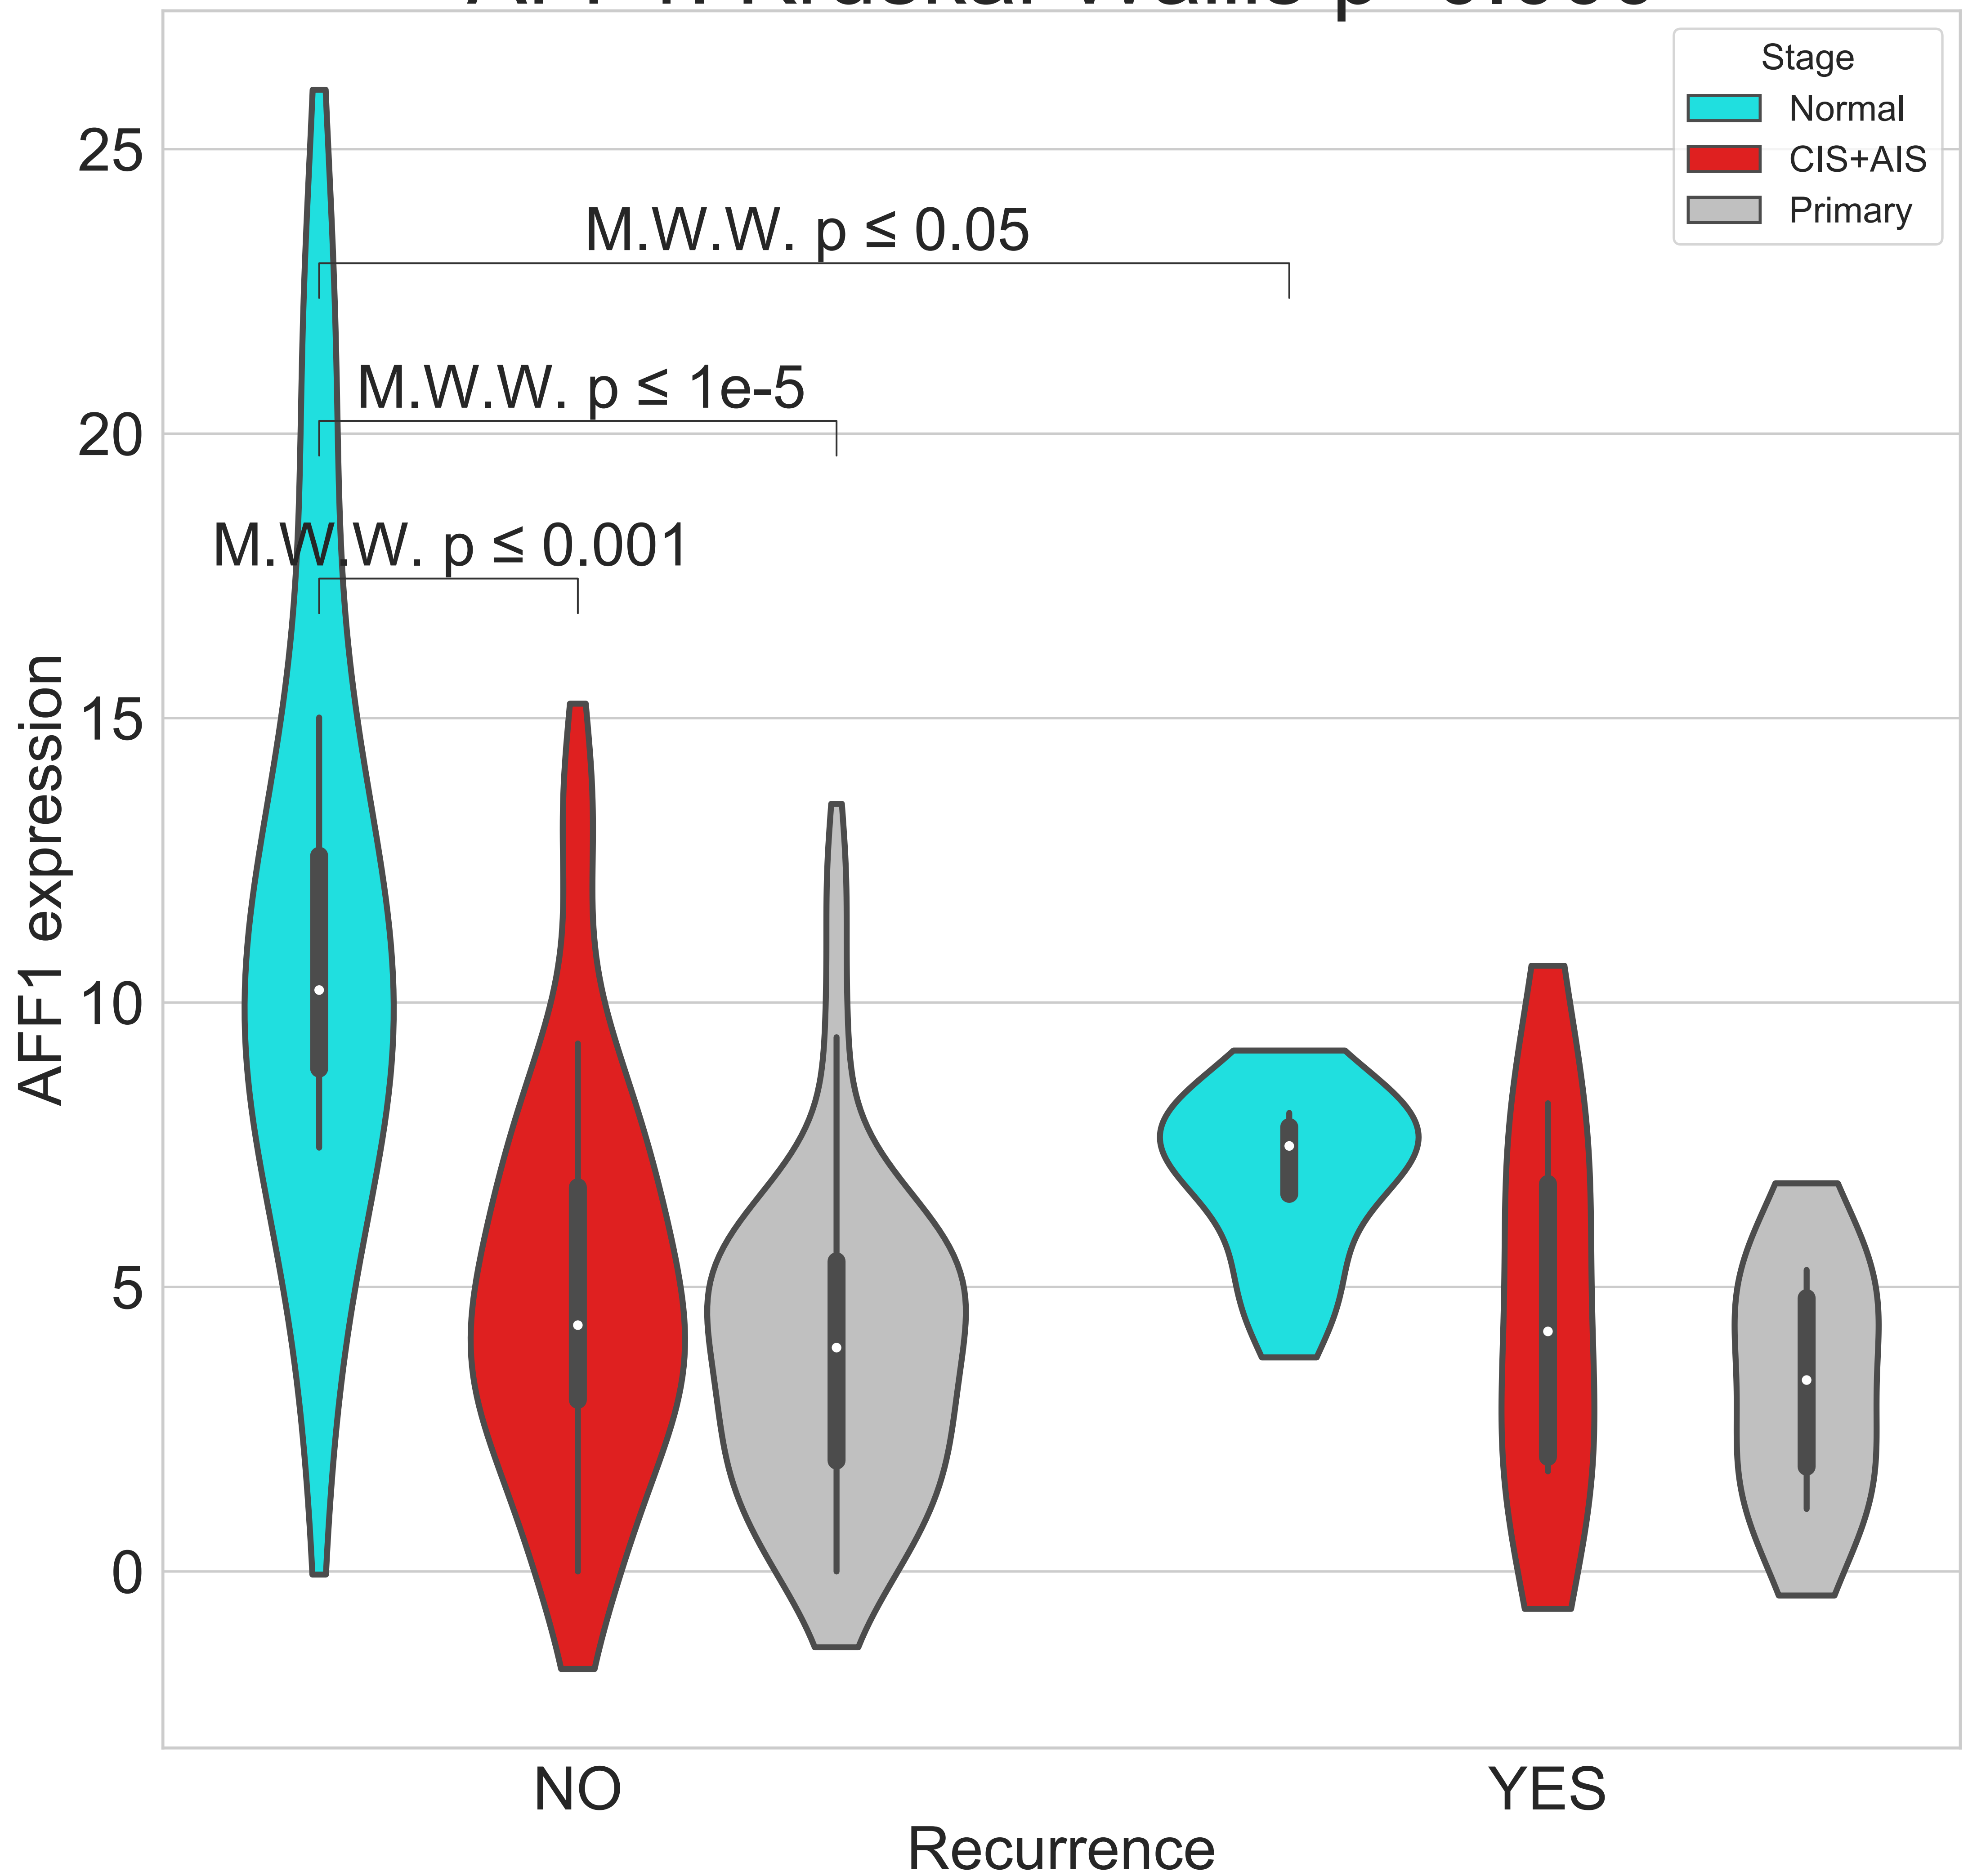 Stage
Normal
CIS+AIS
Primary
25
20
15
10
5
0
AFF1 expression
M.W.W. p ≤ 0.05
M.W.W. p ≤ 1e-5
M.W.W. p ≤ 0.001
NO
YES
Recurrence